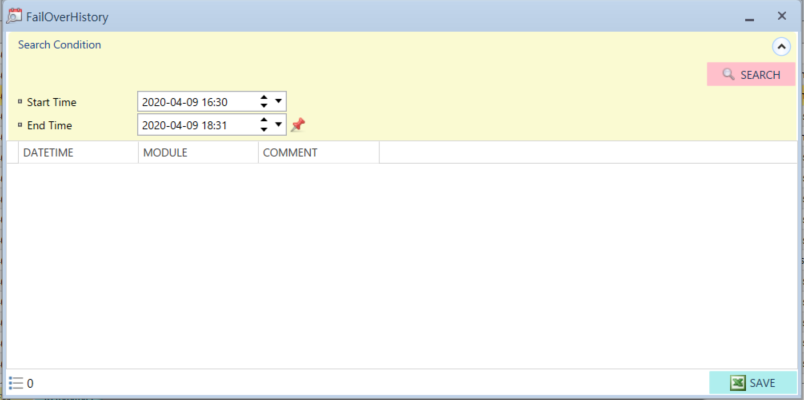 FailOverHistory
Search Condition
SEARCH
Start Time 2020-04-09 16:30
End Time 2020-04-09 18:31
DATETIME MODULE COMMENT
0 SAVE